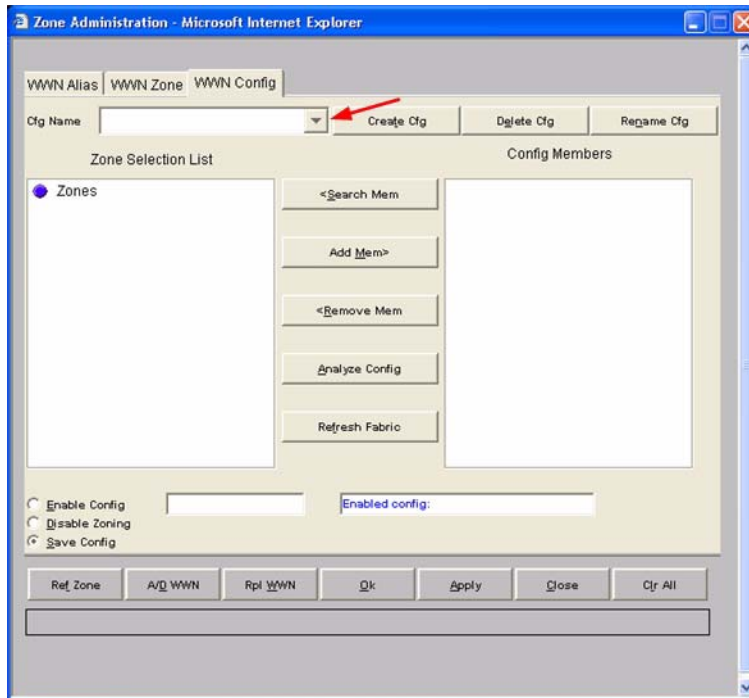 Zone Administration - Microsoft Internet Explorer
WWN Alias WWN Zone WWN Config
Cfg Name Create Cfg Delete Cfg Rename Cfg
Zone Selection List Config Members
Zones
<Search Mem
Add Mem>
<Remove Mem
Analyze Config
Refresh Fabric
Enable Config Enabled config:
Disable Zoning
Save Config
Ref Zone A/D WWN Rpl WWN Ok Apply Close Clr All